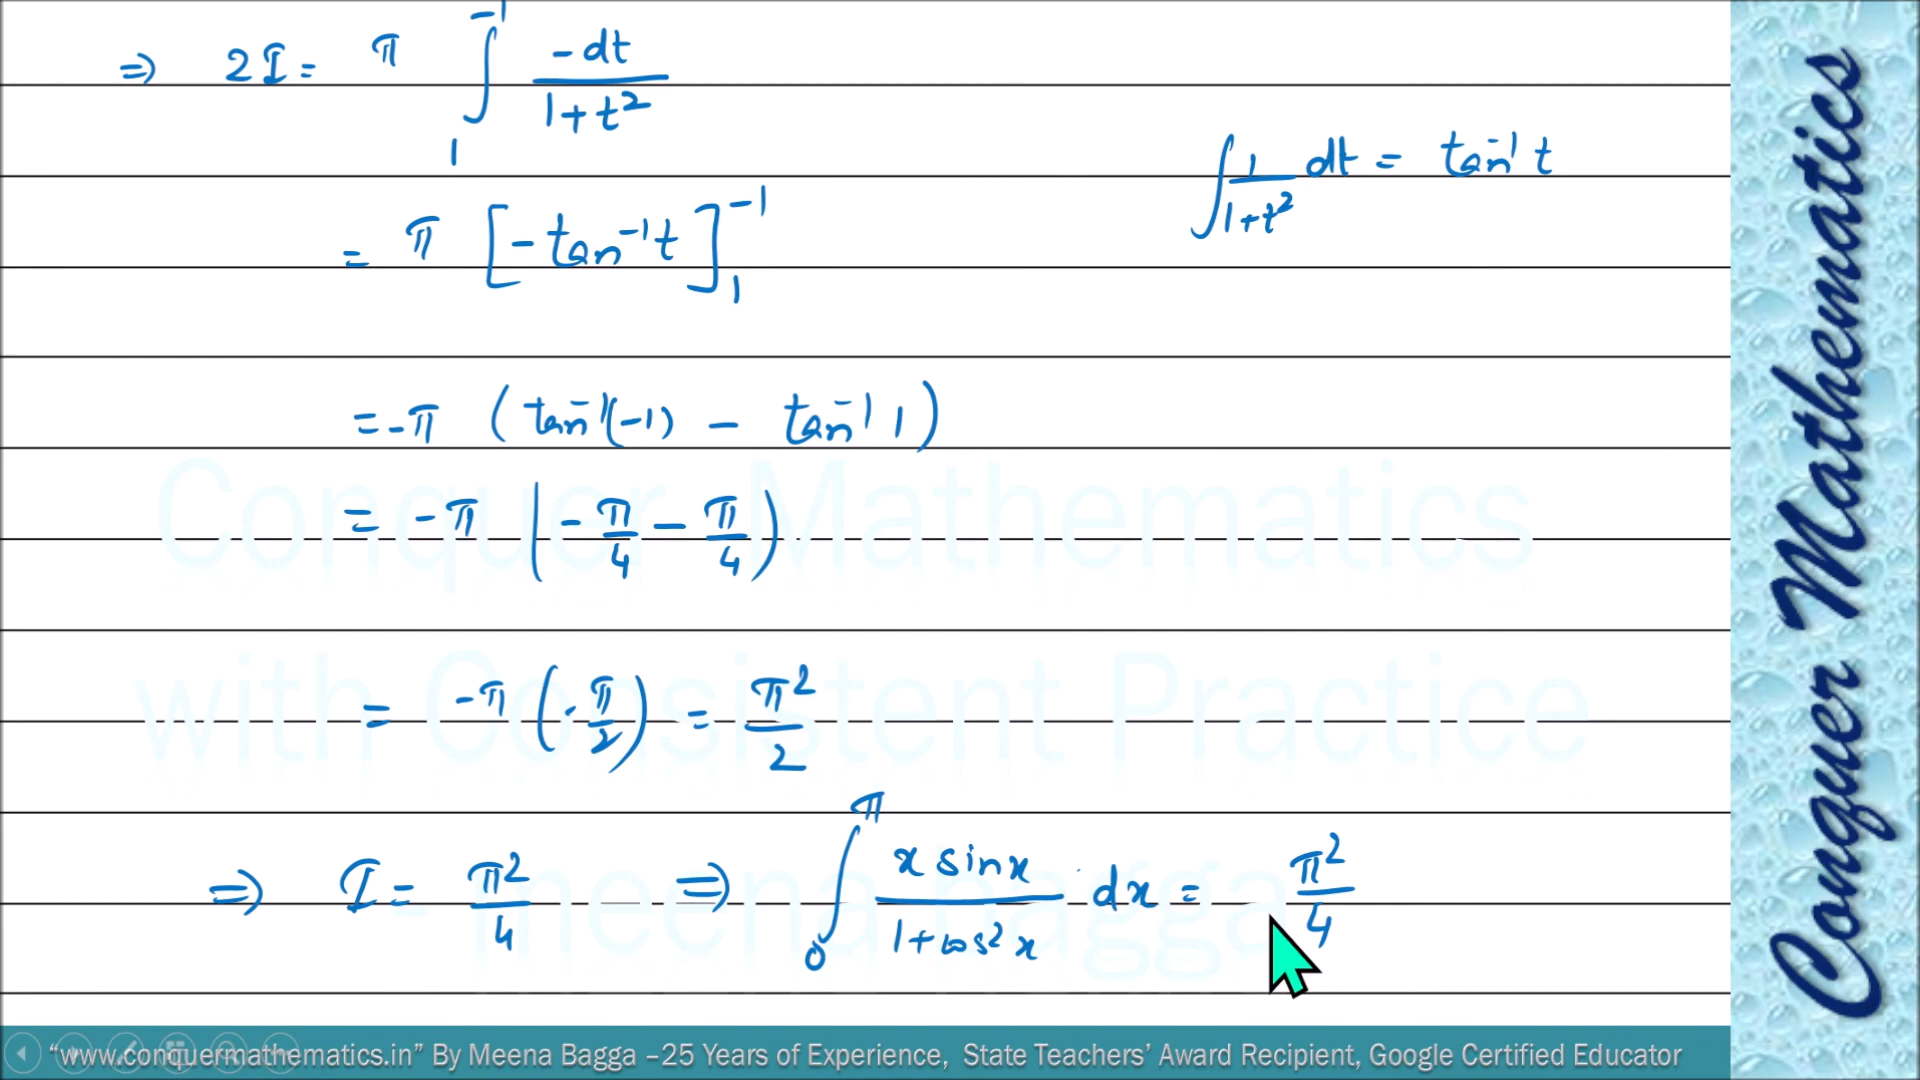 ⇒ 2I = π ∫₁⁻¹ -dt/(1+t²)
∫ 1/(1+t²) dt = tan⁻¹ t
= π [-tan⁻¹t]₁⁻¹
= -π (tan⁻¹(-1) - tan⁻¹ 1)
= -π (-π/4 - π/4)
= -π (-π/2) = π²/2
⇒ I = π²/4 ⇒ ∫₀^π x sinx/(1+cos²x) dx = π²/4
Conquer Mathematics
with Consistent Practice
meena bagga
Conquer Mathematics
“www.conquermathematics.in” By Meena Bagga –25 Years of Experience, State Teachers’ Award Recipient, Google Certified Educator